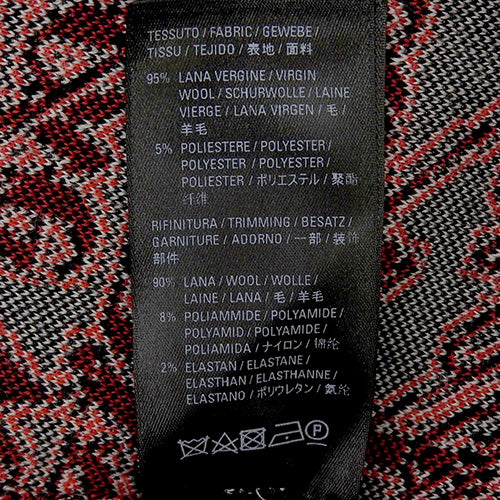 TESSUTO / FABRIC / GEWEBE /
TISSU / TEJIDO / 表地 / 面料
95% LANA VERGINE / VIRGIN
WOOL / SCHURWOLLE / LAINE
VIERGE / LANA VIRGEN / 毛 /
羊毛
5% POLIESTERE / POLYESTER /
POLYESTER / POLYESTER /
POLIESTER / ポリエステル / 聚酯
纤维
RIFINITURA / TRIMMING / BESATZ /
GARNITURE / ADORNO / 一部 / 装饰
部件
90% LANA / WOOL / WOLLE /
LAINE / LANA / 毛 / 羊毛
8% POLIAMMIDE / POLYAMIDE /
POLYAMID / POLYAMIDE /
POLIAMIDA / ナイロン / 锦纶
2% ELASTAN / ELASTANE /
ELASTHAN / ELASTHANNE /
ELASTANO / ポリウレタン / 氨纶
P